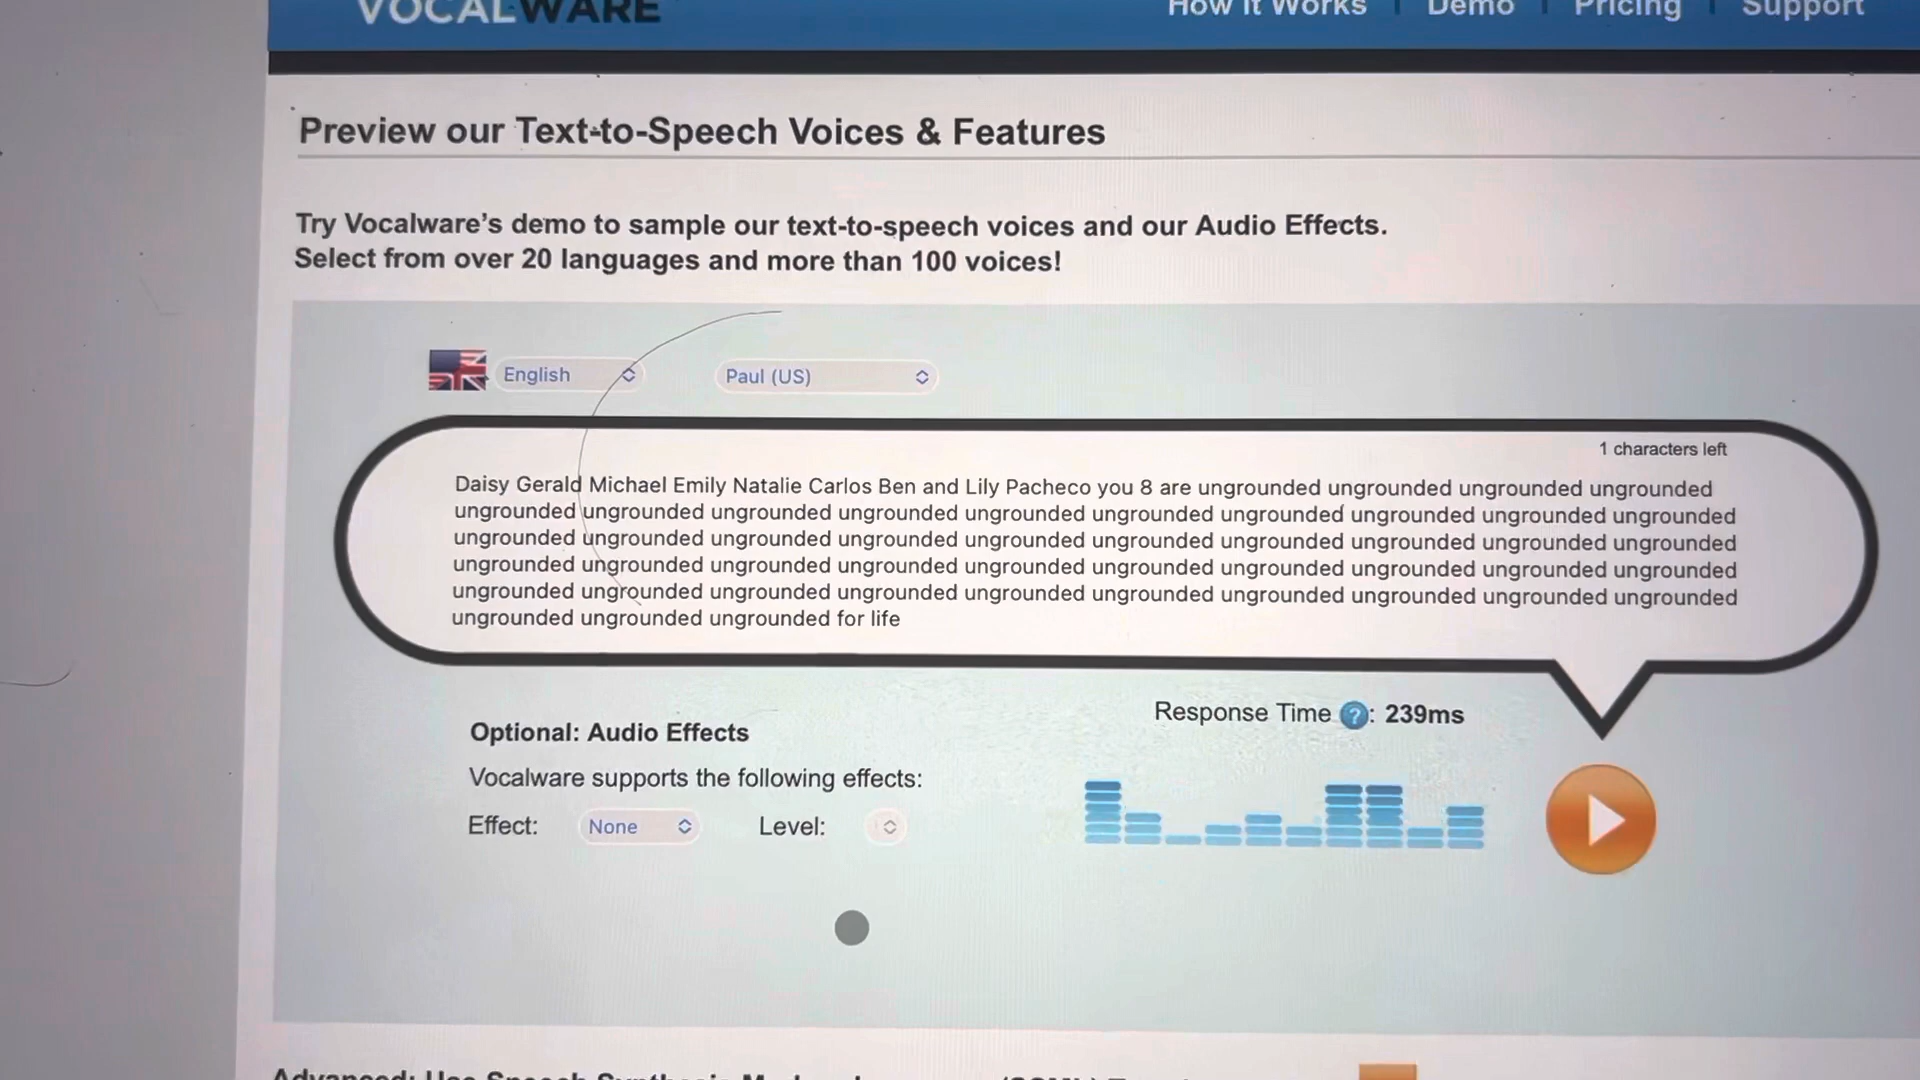 VOCALWARE
How It Works
Demo
Pricing
Support
Preview our Text-to-Speech Voices & Features
Try Vocalware's demo to sample our text-to-speech voices and our Audio Effects.
Select from over 20 languages and more than 100 voices!
English
Paul (US)
1 characters left
Daisy Gerald Michael Emily Natalie Carlos Ben and Lily Pacheco you 8 are ungrounded ungrounded ungrounded ungrounded
ungrounded ungrounded ungrounded ungrounded ungrounded ungrounded ungrounded ungrounded ungrounded ungrounded
ungrounded ungrounded ungrounded ungrounded ungrounded ungrounded ungrounded ungrounded ungrounded ungrounded
ungrounded ungrounded ungrounded ungrounded ungrounded ungrounded ungrounded ungrounded ungrounded ungrounded
ungrounded ungrounded ungrounded ungrounded ungrounded ungrounded ungrounded ungrounded ungrounded ungrounded
ungrounded ungrounded ungrounded for life
Response Time ?: 239ms
Optional: Audio Effects
Vocalware supports the following effects:
Effect:
None
Level: